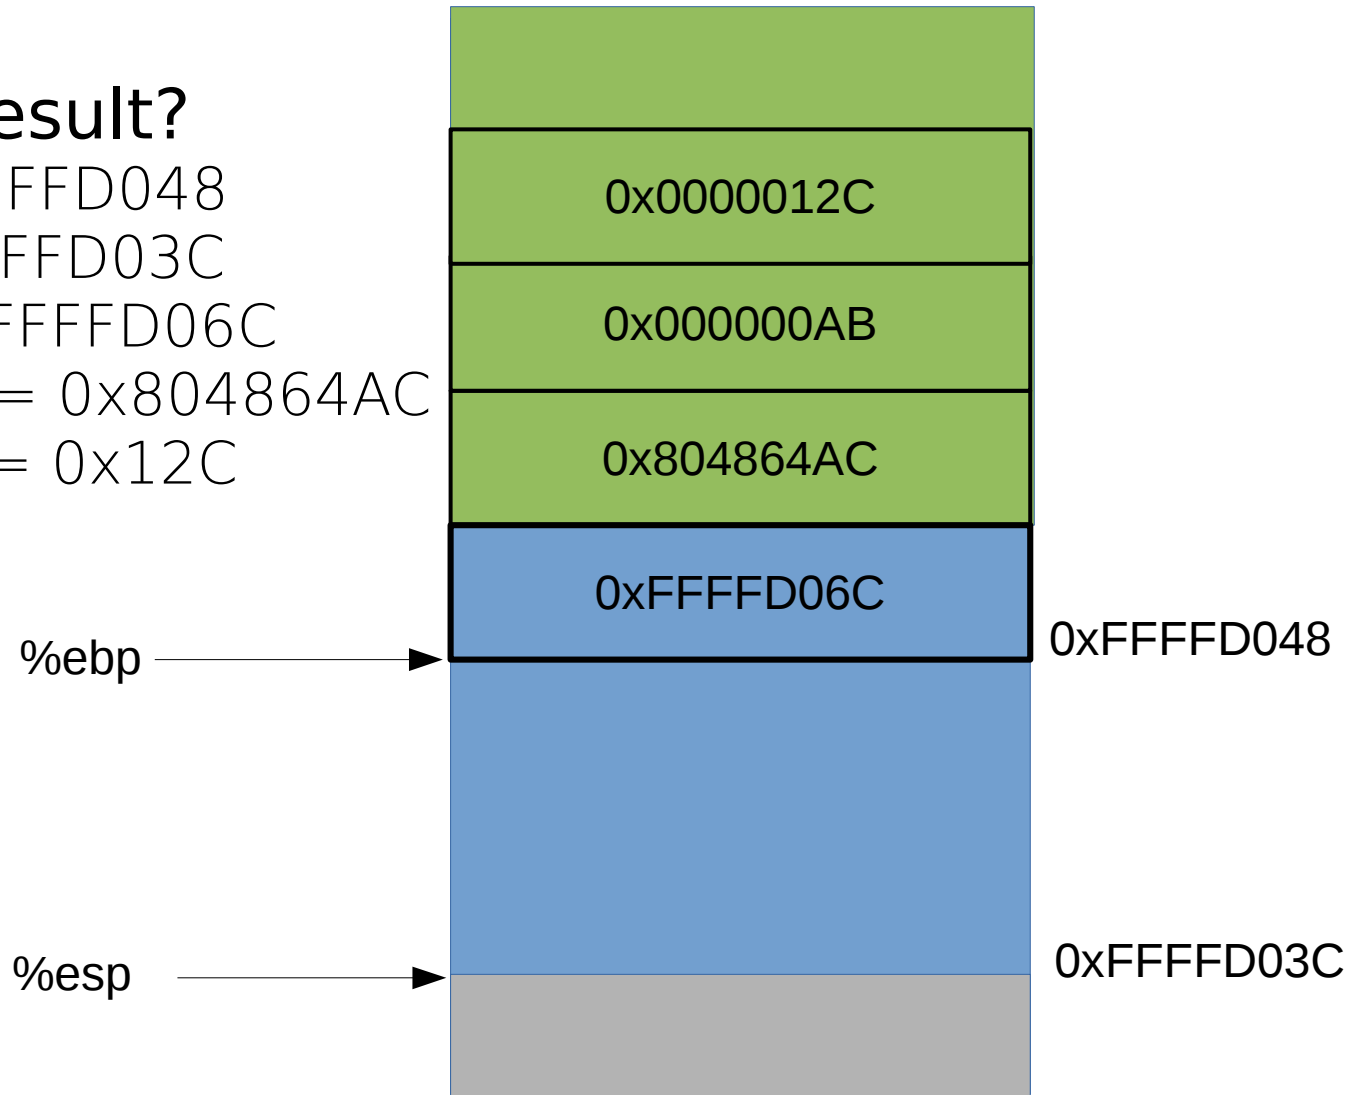 esult?
FFD048
FFD03C
FFFFD06C
= 0x804864AC
= 0x12C
0x0000012C
0x000000AB
0x804864AC
0xFFFFD06C
%ebp
0xFFFFD048
%esp
0xFFFFD03C